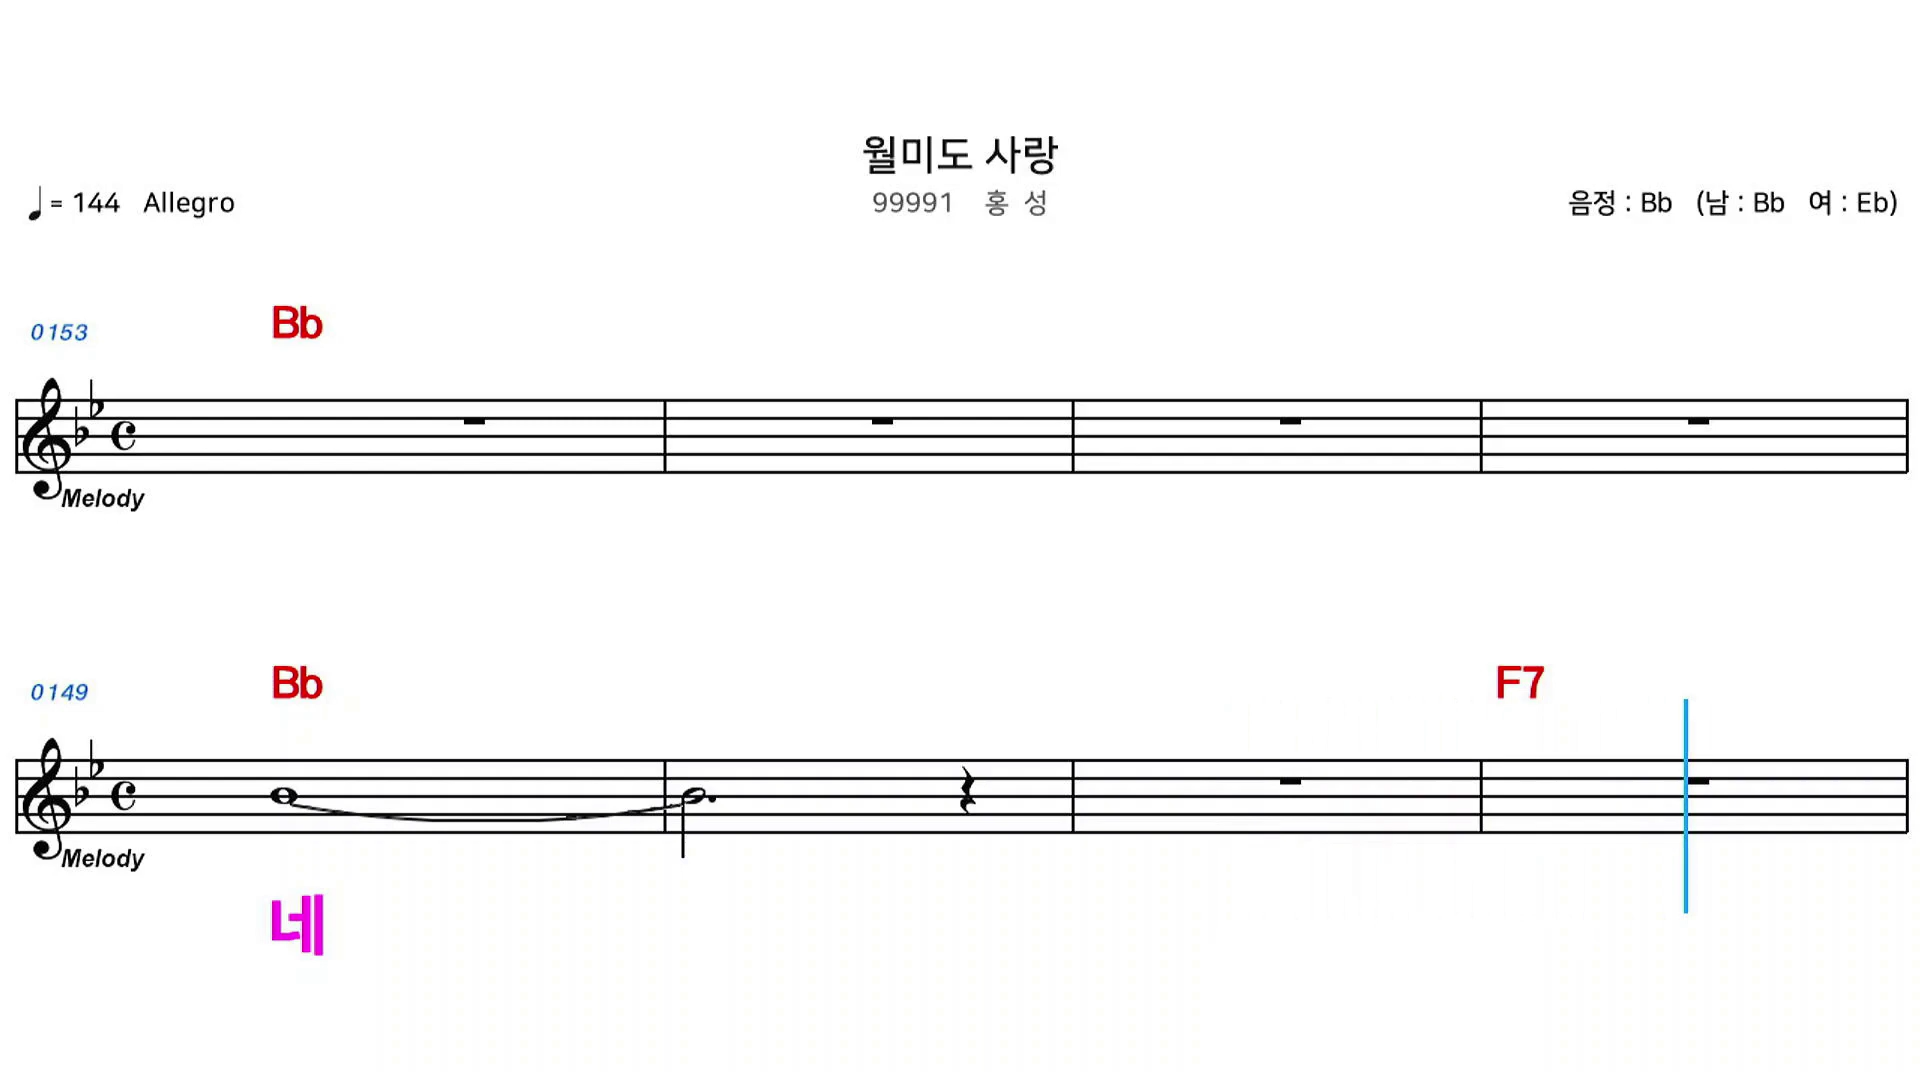 월미도 사랑
♩= 144 Allegro
99991 홍 성
음정 : Bb (남 : Bb 여 : Eb)
0153 Bb
Melody
0149 Bb F7
Melody
네